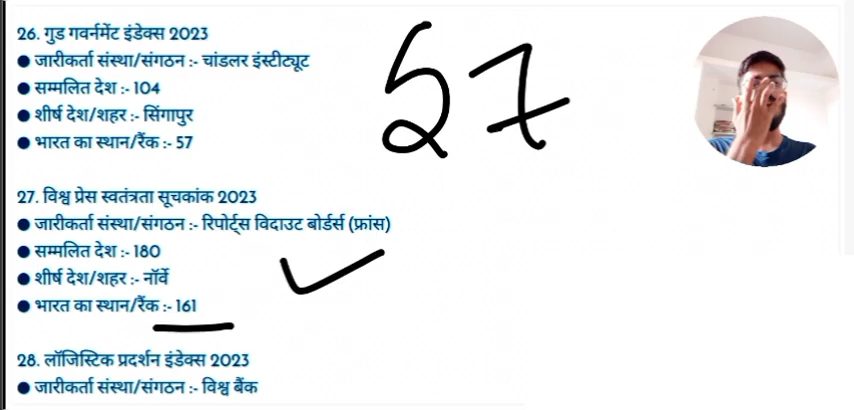 26. गुड गवर्नमेंट इंडेक्स 2023
● जारीकर्ता संस्था/संगठन :- चांडलर इंस्टीट्यूट
● सम्मलित देश :- 104
● शीर्ष देश/शहर :- सिंगापुर
● भारत का स्थान/रैंक :- 57
57
27. विश्व प्रेस स्वतंत्रता सूचकांक 2023
● जारीकर्ता संस्था/संगठन :- रिपोर्ट्स विदाउट बोर्डर्स (फ्रांस)
● सम्मलित देश :- 180
● शीर्ष देश/शहर :- नॉर्वे
● भारत का स्थान/रैंक :- 161
28. लॉजिस्टिक प्रदर्शन इंडेक्स 2023
● जारीकर्ता संस्था/संगठन :- विश्व बैंक